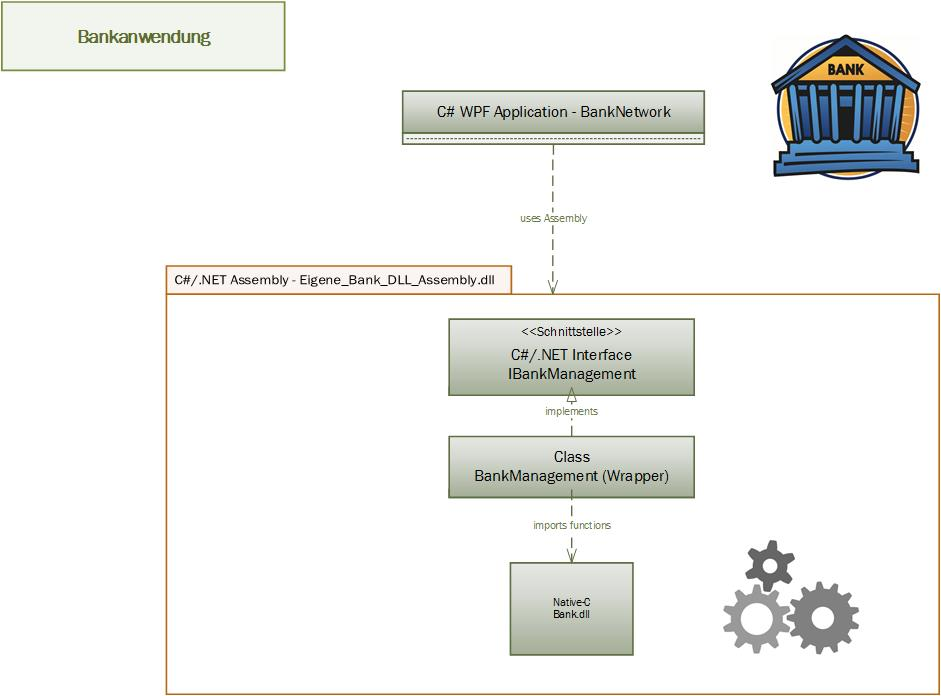 Bankanwendung
BANK
C# WPF Application - BankNetwork
uses Assembly
C#/.NET Assembly - Eigene_Bank_DLL_Assembly.dll
<<Schnittstelle>>
C#/.NET Interface
IBankManagement
implements
Class
BankManagement (Wrapper)
imports functions
Native-C
Bank.dll